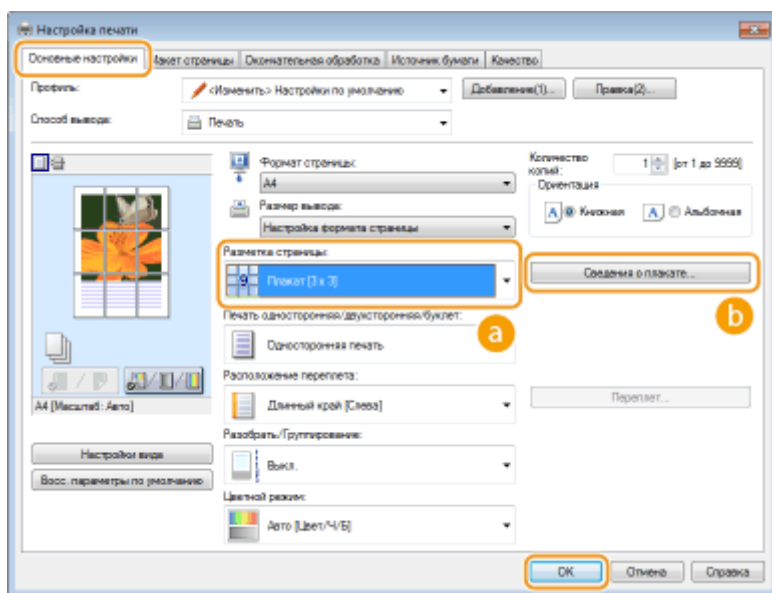 Настройка печати
Основные настройки Макет страницы Окончательная обработка Источник бумаги Качество
Профиль: <Изменить> Настройки по умолчанию Добавление(1)... Правка(2)...
Способ вывода: Печать
Формат страницы:
A4
Размер вывода:
Настройка формата страницы
Количество копий: 1 [от 1 до 9999]
Ориентация
A Книжная A Альбомная
Разметка страницы:
9 Плакат [3 x 3]
Сведения о плакате...
a
b
Печать односторонняя/двухсторонняя/буклет:
Односторонняя печать
Расположение переплета:
Длинный край [Слева]
Переплет...
A4 [Масштаб: Авто]
Разобрать/Группирование:
Выкл.
Настройки вида
Восс. параметры по умолчанию
Цветной режим:
Авто [Цвет/Ч/Б]
OK Отмена Справка